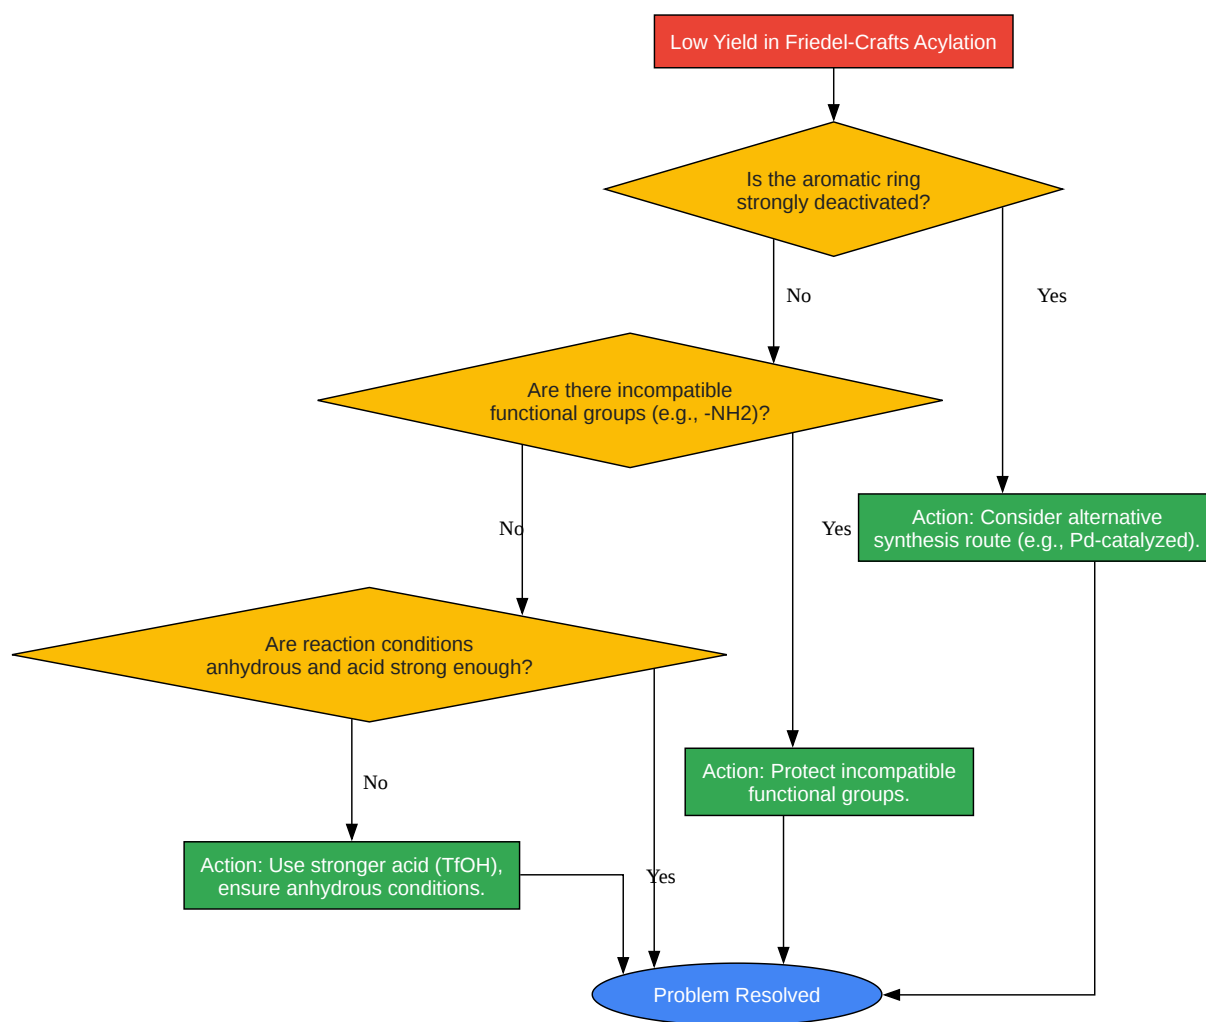 Low Yield in Friedel-Crafts Acylation
Is the aromatic ring
strongly deactivated?
No
Yes
Are there incompatible
functional groups (e.g., -NH2)?
No
Yes
Action: Consider alternative
synthesis route (e.g., Pd-catalyzed).
Are reaction conditions
anhydrous and acid strong enough?
No
Action: Protect incompatible
functional groups.
Action: Use stronger acid (TfOH),
ensure anhydrous conditions.
Yes
Problem Resolved